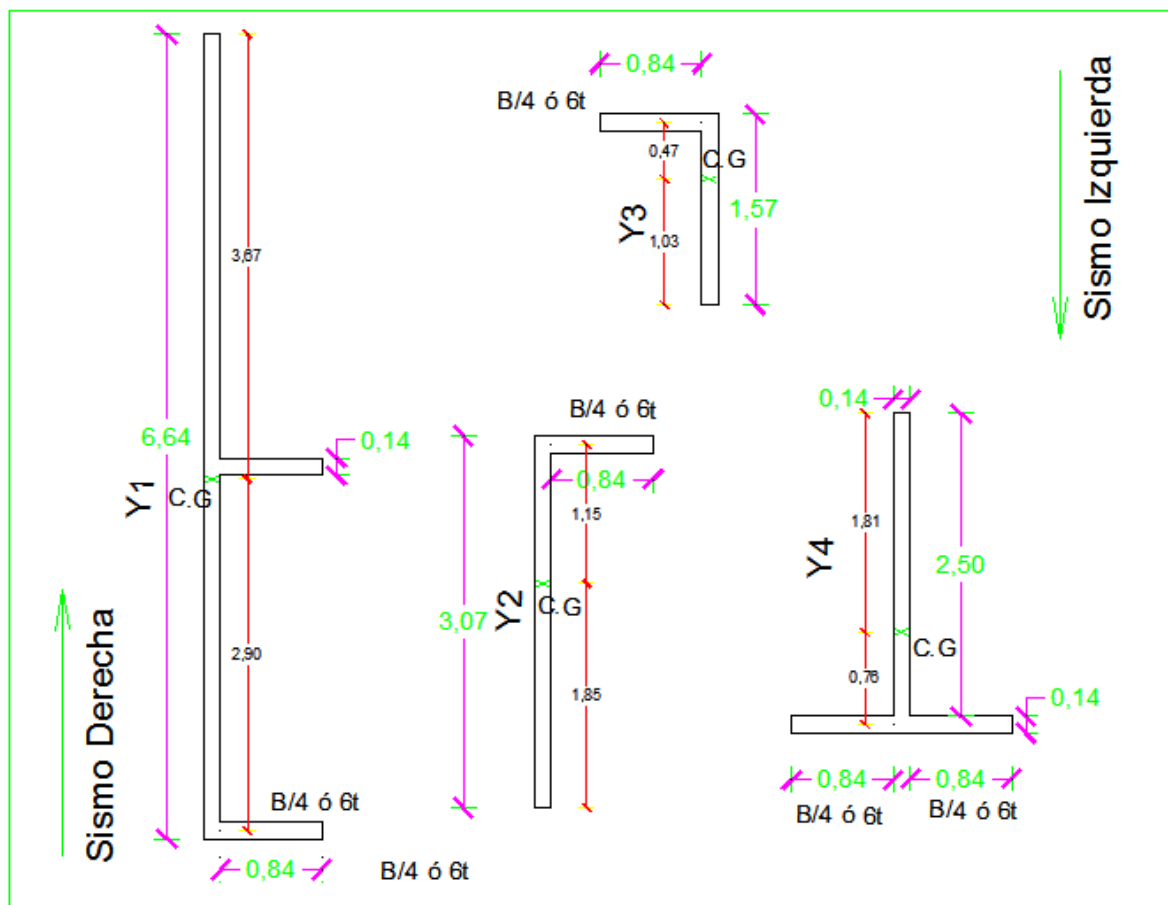 0,84
B/4 ó 6t
0,47
C.G
Y3
1,03
1,57
Sismo Izquierda
3,67
6,64
Y1
0,14
C.G
2,90
Sismo Derecha
B/4 ó 6t
0,84
B/4 ó 6t
B/4 ó 6t
0,84
1,15
3,07
Y2
C.G
1,85
0,14
1,81
Y4
2,50
C.G
0,76
0,14
0,84
0,84
B/4 ó 6t
B/4 ó 6t